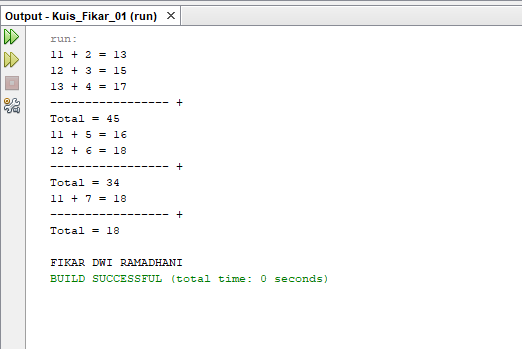 Output - Kuis_Fikar_01 (run) ×
run:
11 + 2 = 13
12 + 3 = 15
13 + 4 = 17
----------------- +
Total = 45
11 + 5 = 16
12 + 6 = 18
----------------- +
Total = 34
11 + 7 = 18
----------------- +
Total = 18
FIKAR DWI RAMADHANI
BUILD SUCCESSFUL (total time: 0 seconds)